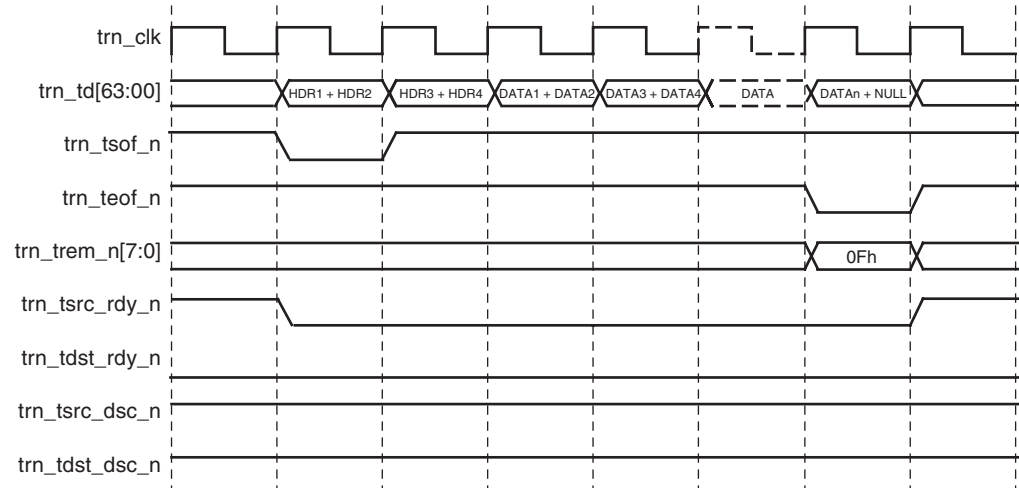 trn_clk
trn_td[63:00]
HDR1 + HDR2
HDR3 + HDR4
DATA1 + DATA2
DATA3 + DATA4
DATA
DATAn + NULL
trn_tsof_n
trn_teof_n
trn_trem_n[7:0]
0Fh
trn_tsrc_rdy_n
trn_tdst_rdy_n
trn_tsrc_dsc_n
trn_tdst_dsc_n